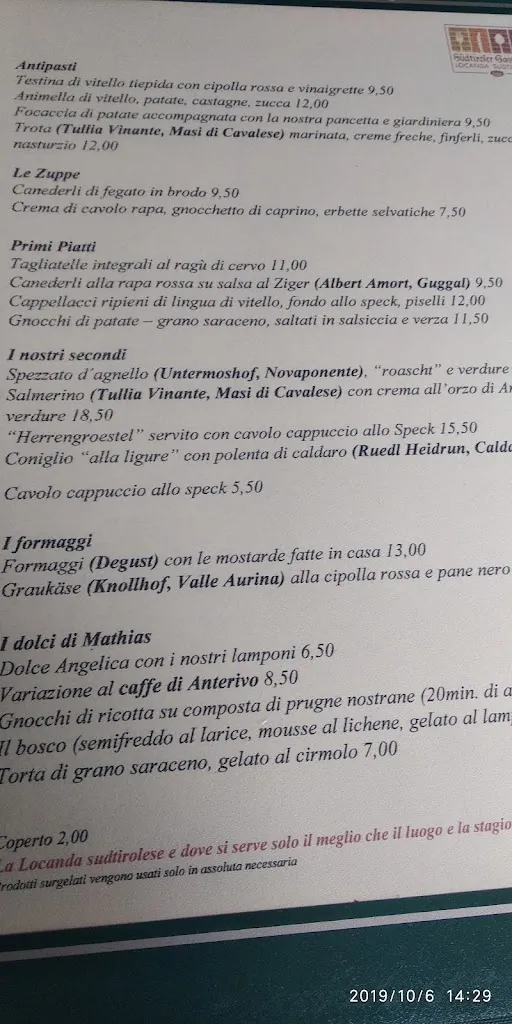 Südtiroler
LOCANDA
Antipasti
Testina di vitello tiepida con cipolla rossa e vinaigrette 9,50
Animella di vitello, patate, castagne, zucca 12,00
Focaccia di patate accompagnata con la nostra pancetta e giardiniera 9,50
Trota (Tullia Vinante, Masi di Cavalese) marinata, creme freche, finferli,
nasturzio 12,00
Le Zuppe
Canederli di fegato in brodo 9,50
Crema di cavolo rapa, gnocchetto di caprino, erbette selvatiche 7,50
Primi Piatti
Tagliatelle integrali al ragù di cervo 11,00
Canederli alla rapa rossa su salsa al Ziger (Albert Amort, Guggal) 9,50
Cappellacci ripieni di lingua di vitello, fondo allo speck, piselli 12,00
Gnocchi di patate – grano saraceno, saltati in salsiccia e verza 11,50
I nostri secondi
Spezzato d´agnello (Untermoshof, Novaponente), “roascht” e verdure
Salmerino (Tullia Vinante, Masi di Cavalese) con crema all’orzo di
verdure 18,50
“Herrengroestel” servito con cavolo cappuccio allo Speck 15,50
Coniglio “alla ligure” con polenta di caldaro (Ruedl Heidrun,
Cavolo cappuccio allo speck 5,50
I formaggi
Formaggi (Degust) con le mostarde fatte in casa 13,00
Graukäse (Knollhof, Valle Aurina) alla cipolla rossa e pane nero
I dolci di Mathias
Dolce Angelica con i nostri lamponi 6,50
Variazione al caffe di Anterivo 8,50
Gnocchi di ricotta su composta di prugne nostrane (20min. di
Il bosco (semifreddo al larice, mousse al lichene, gelato al
Torta di grano saraceno, gelato al cirmolo 7,00
Coperto 2,00
La Locanda sudtirolese e dove si serve solo il meglio che il luogo e la
Prodotti surgelati vengono usati solo in assoluta necessaria
2019/10/6 14:29